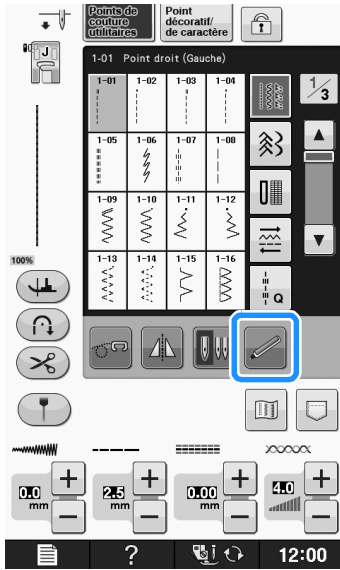 Points de
couture
utilitaires
Point
décoratif/
de caractère
J
1-01 Point droit (Gauche)
1-01 1-02 1-03 1-04
1/3
1-05 1-06 1-07 1-08
1-09 1-10 1-11 1-12
1-13 1-14 1-15 1-16
100%
Q
0.0 mm + −
2.5 mm + −
0.00 mm + −
4.0 + −
? 12:00